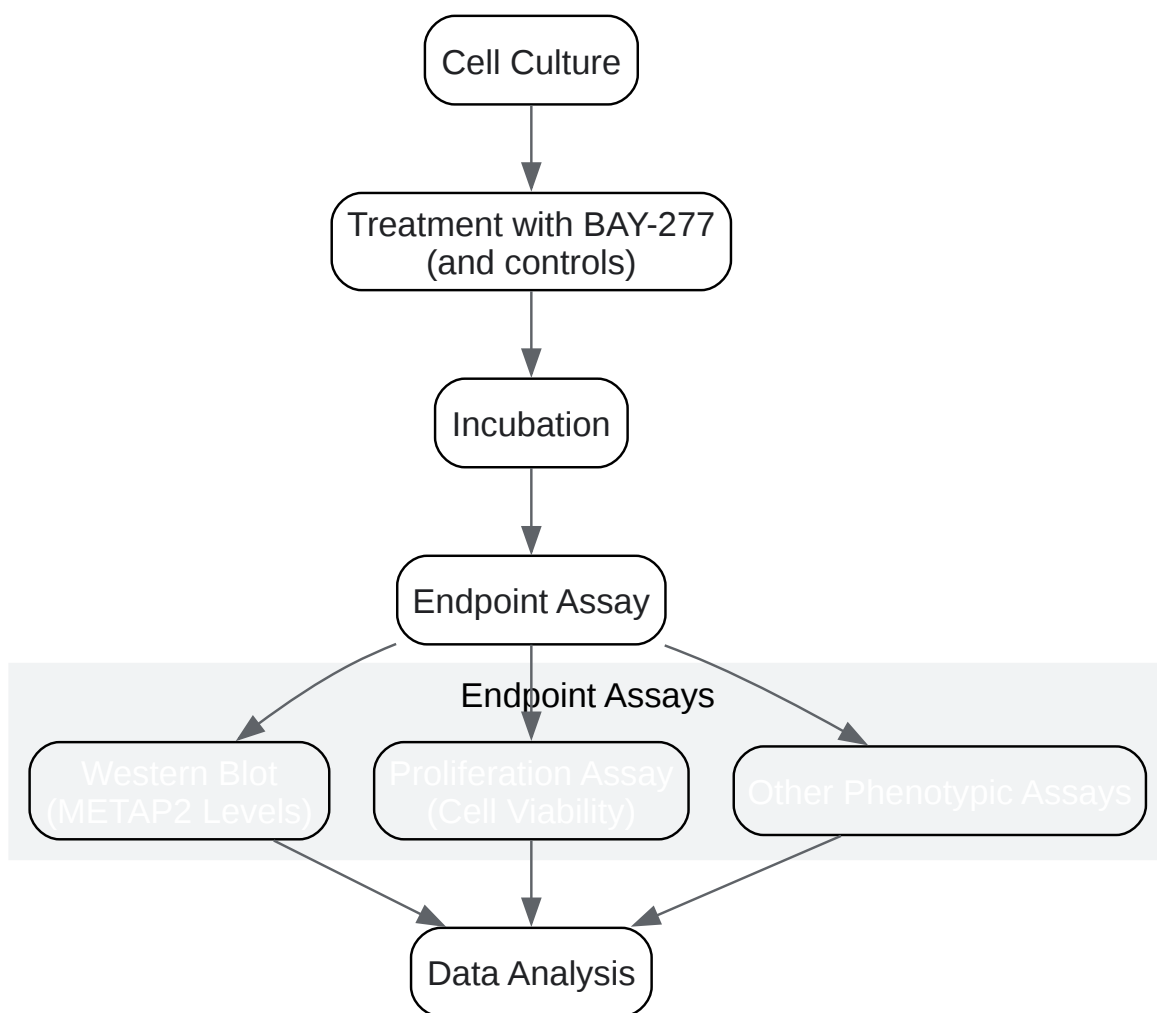 Cell Culture
Treatment with BAY-277
(and controls)
Incubation
Endpoint Assay
Endpoint Assays
Western Blot
(METAP2 Levels)
Proliferation Assay
(Cell Viability)
Other Phenotypic Assays
Data Analysis